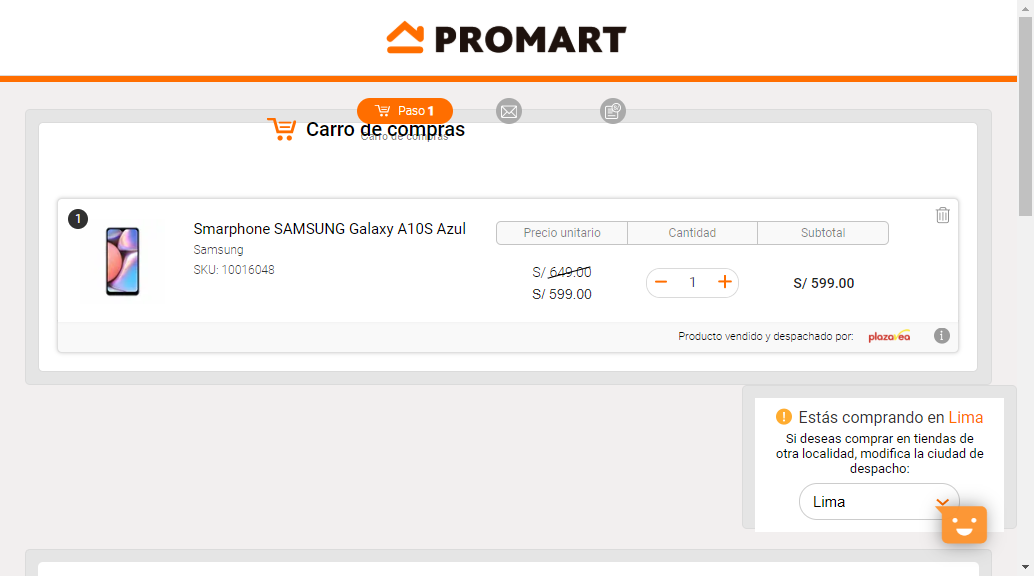 PROMART
Paso 1
Carro de compras
Carro de compras
1
Smarphone SAMSUNG Galaxy A10S Azul
Samsung
SKU: 10016048
Precio unitario
Cantidad
Subtotal
S/ 649.00
S/ 599.00
1
S/ 599.00
Producto vendido y despachado por:
plazavea
Estás comprando en Lima
Si deseas comprar en tiendas de
otra localidad, modifica la ciudad de
despacho:
Lima